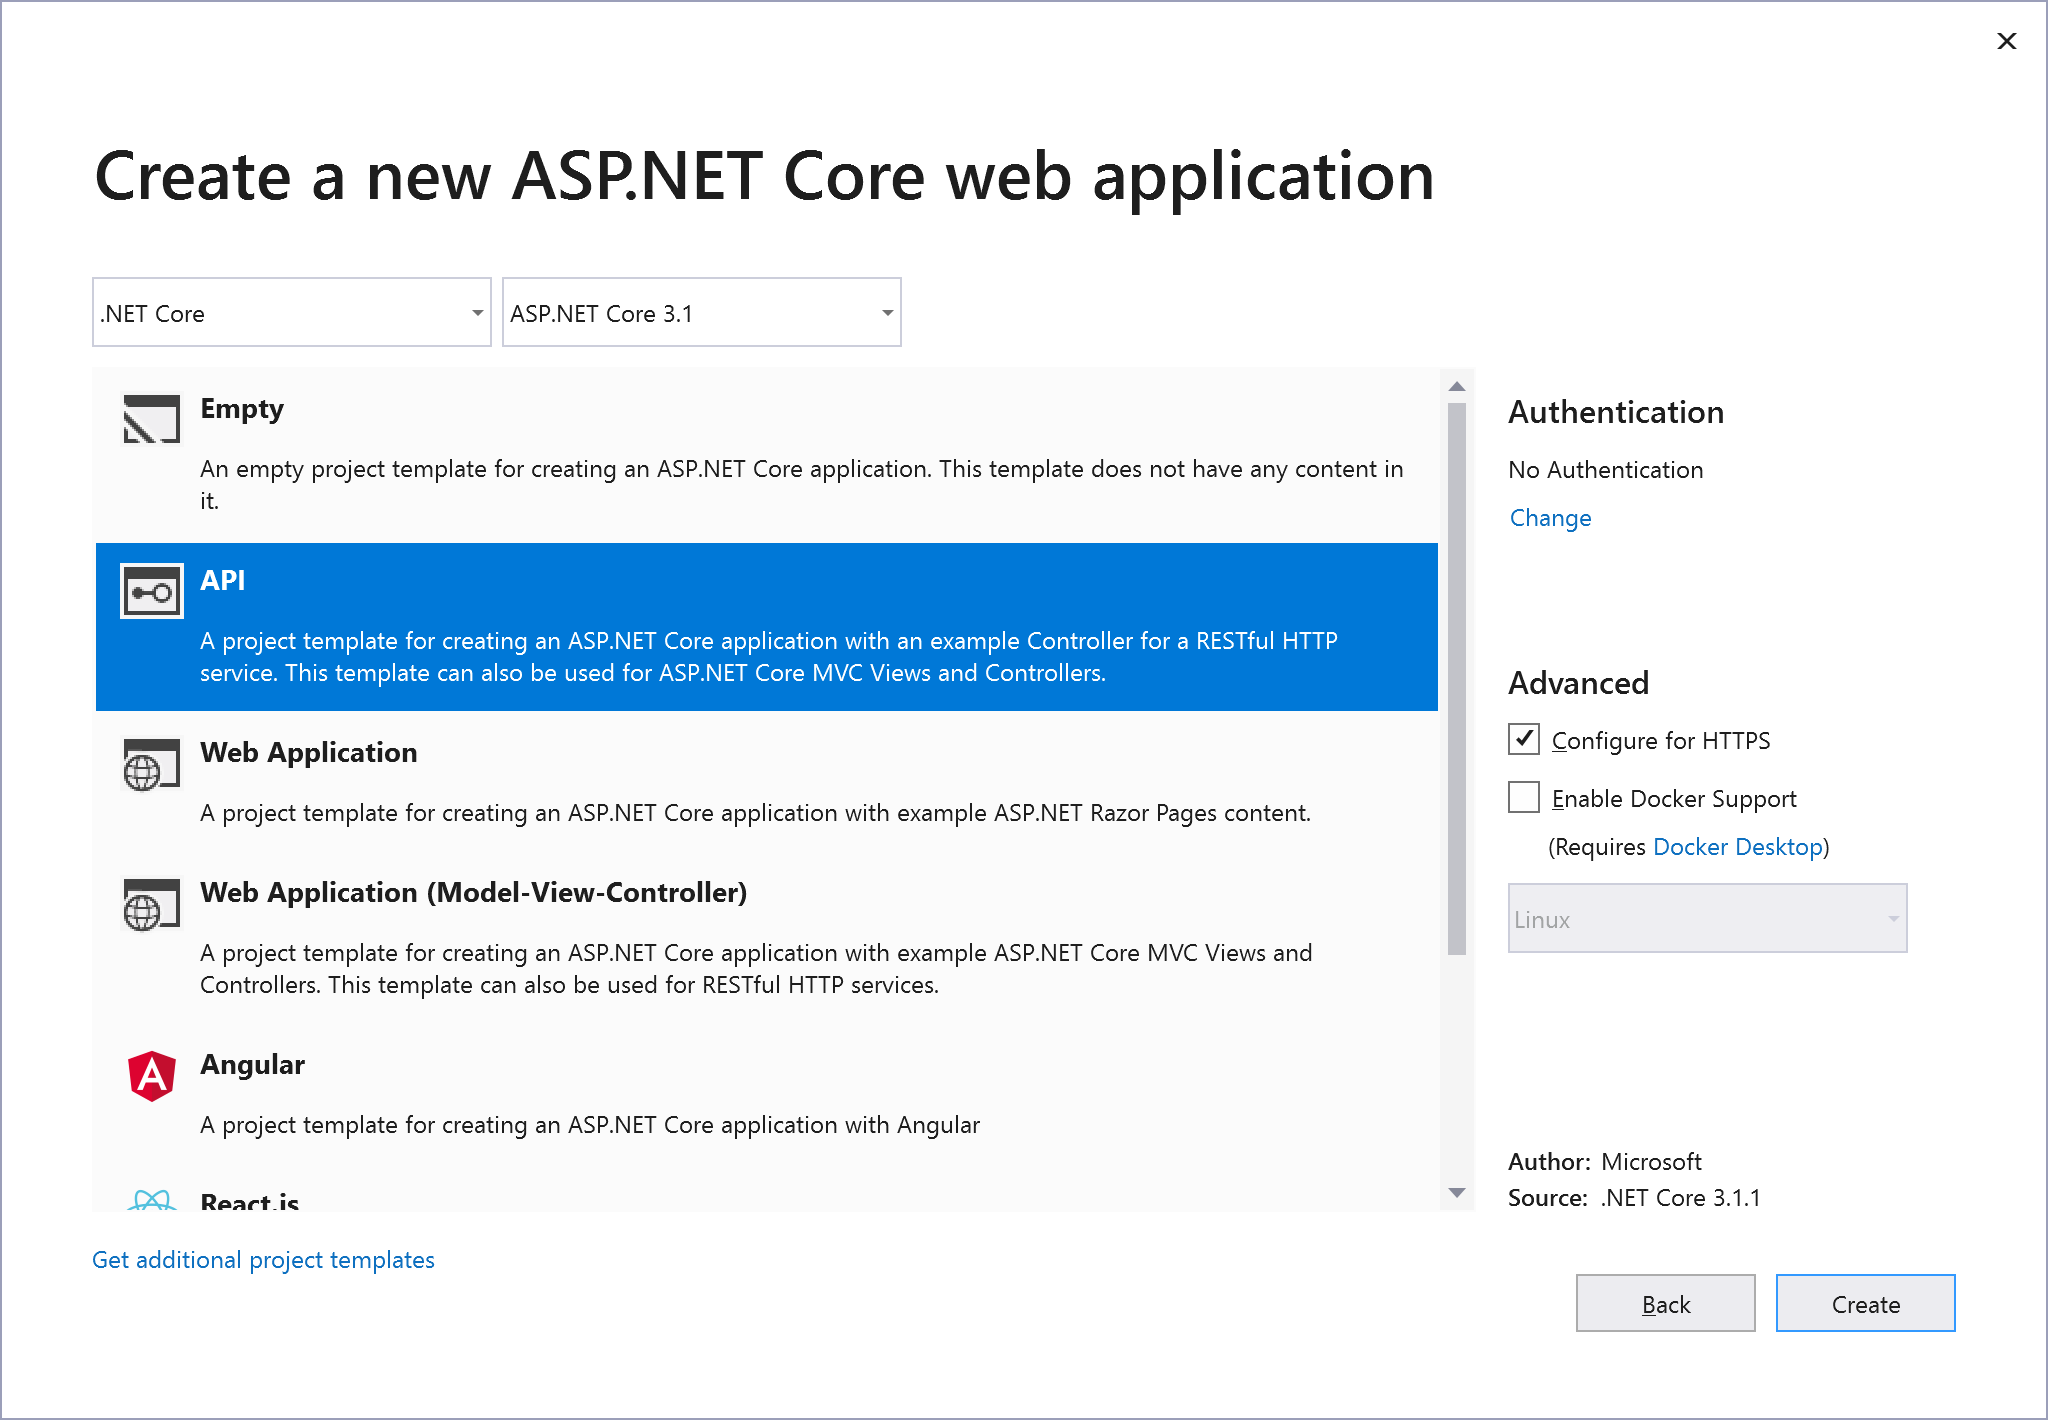 Create a new ASP.NET Core web application
.NET Core
ASP.NET Core 3.1
Empty
An empty project template for creating an ASP.NET Core application. This template does not have any content in
it.
API
A project template for creating an ASP.NET Core application with an example Controller for a RESTful HTTP
service. This template can also be used for ASP.NET Core MVC Views and Controllers.
Web Application
A project template for creating an ASP.NET Core application with example ASP.NET Razor Pages content.
Web Application (Model-View-Controller)
A project template for creating an ASP.NET Core application with example ASP.NET Core MVC Views and
Controllers. This template can also be used for RESTful HTTP services.
Angular
A project template for creating an ASP.NET Core application with Angular
React.js
Get additional project templates
Authentication
No Authentication
Change
Advanced
Configure for HTTPS
Enable Docker Support
(Requires Docker Desktop)
Linux
Author: Microsoft
Source: .NET Core 3.1.1
Back
Create